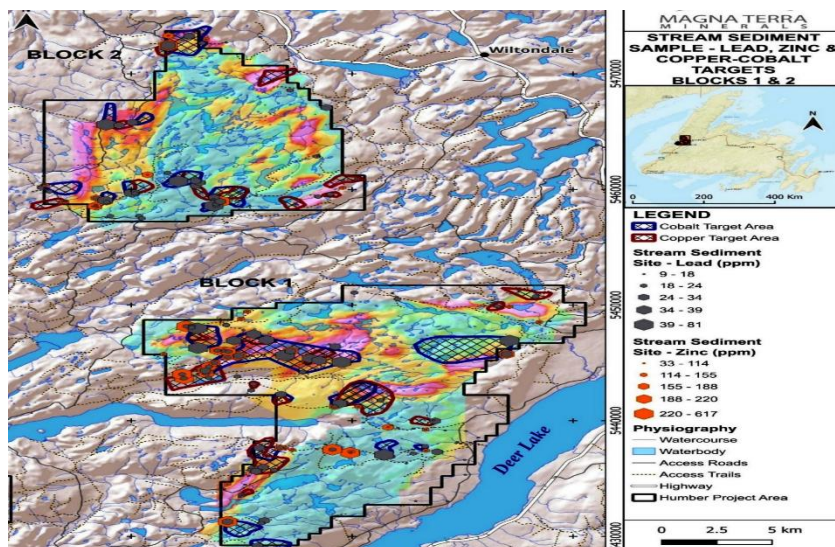 BLOCK 2
Wiltondale
BLOCK 1
Deer Lake
5470000
5460000
5450000
5440000
5430000
MAGNA TERRA
MINERALS
STREAM SEDIMENT
SAMPLE - LEAD, ZINC &
COPPER-COBALT
TARGETS
BLOCKS 1 & 2
N
0 200 400 Km
LEGEND
Cobalt Target Area
Copper Target Area
Stream Sediment
Site - Lead (ppm)
9 - 18
18 - 24
24 - 34
34 - 39
39 - 81
Stream Sediment
Site - Zinc (ppm)
33 - 114
114 - 155
155 - 188
188 - 220
220 - 617
Physiography
Watercourse
Waterbody
Access Roads
Access Trails
Highway
Humber Project Area
0 2.5 5 km